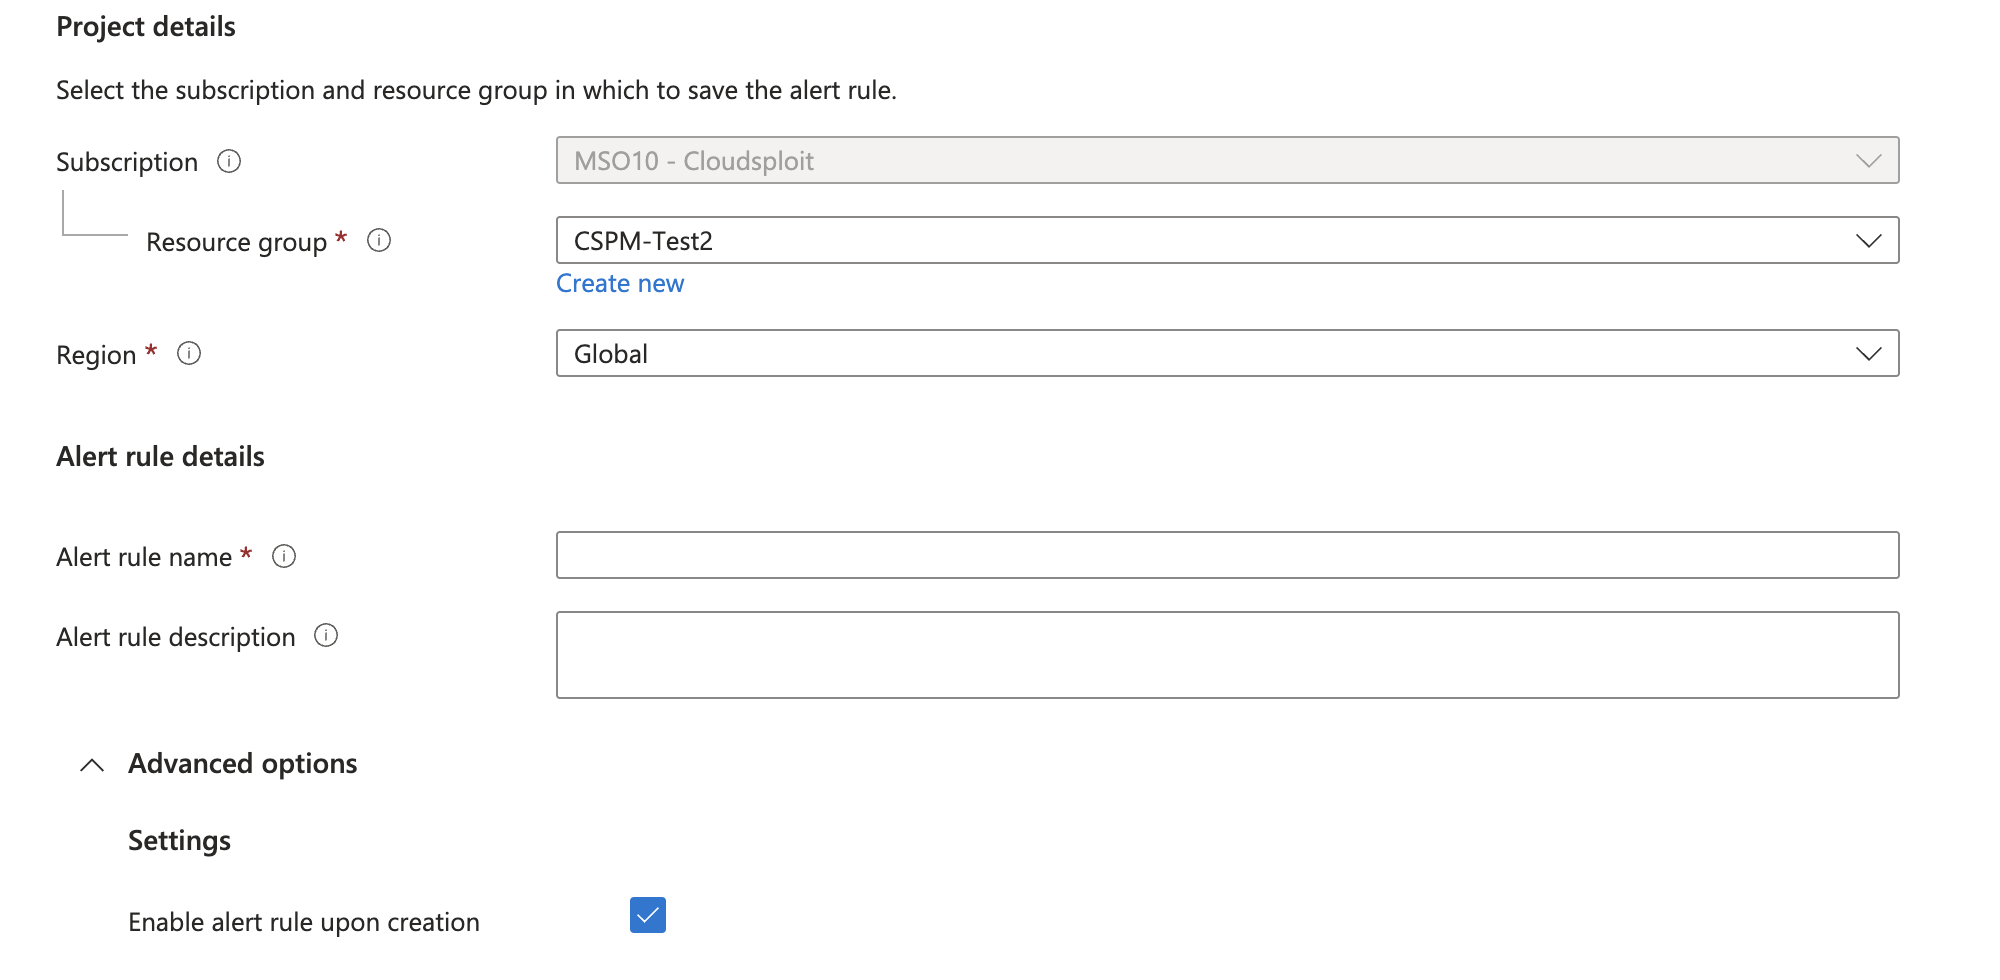 Project details
Select the subscription and resource group in which to save the alert rule.
Subscription
MSO10 - Cloudsploit
Resource group *
CSPM-Test2
Create new
Region *
Global
Alert rule details
Alert rule name *
Alert rule description
Advanced options
Settings
Enable alert rule upon creation